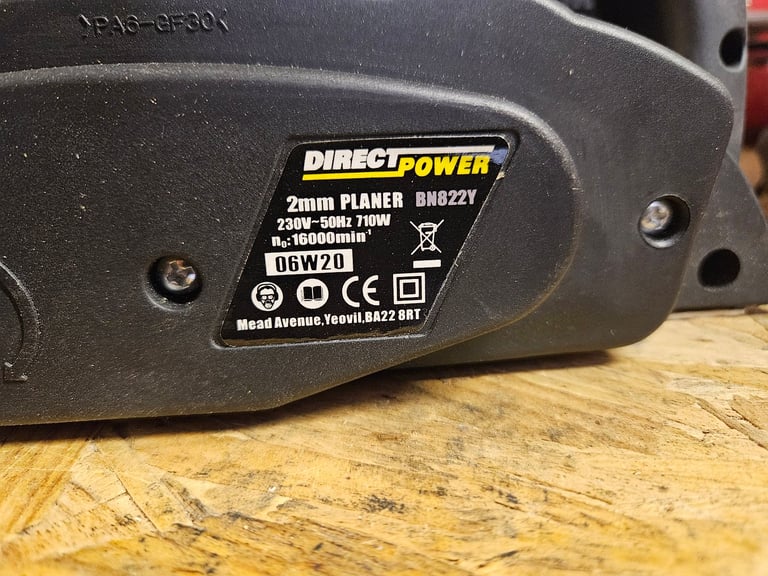 >PA6-GF30<
DIRECT POWER
2mm PLANER BN822Y
230V~50Hz 710W
n₀:16000min⁻¹
06W20
CE
Mead Avenue,Yeovil,BA22 8RT